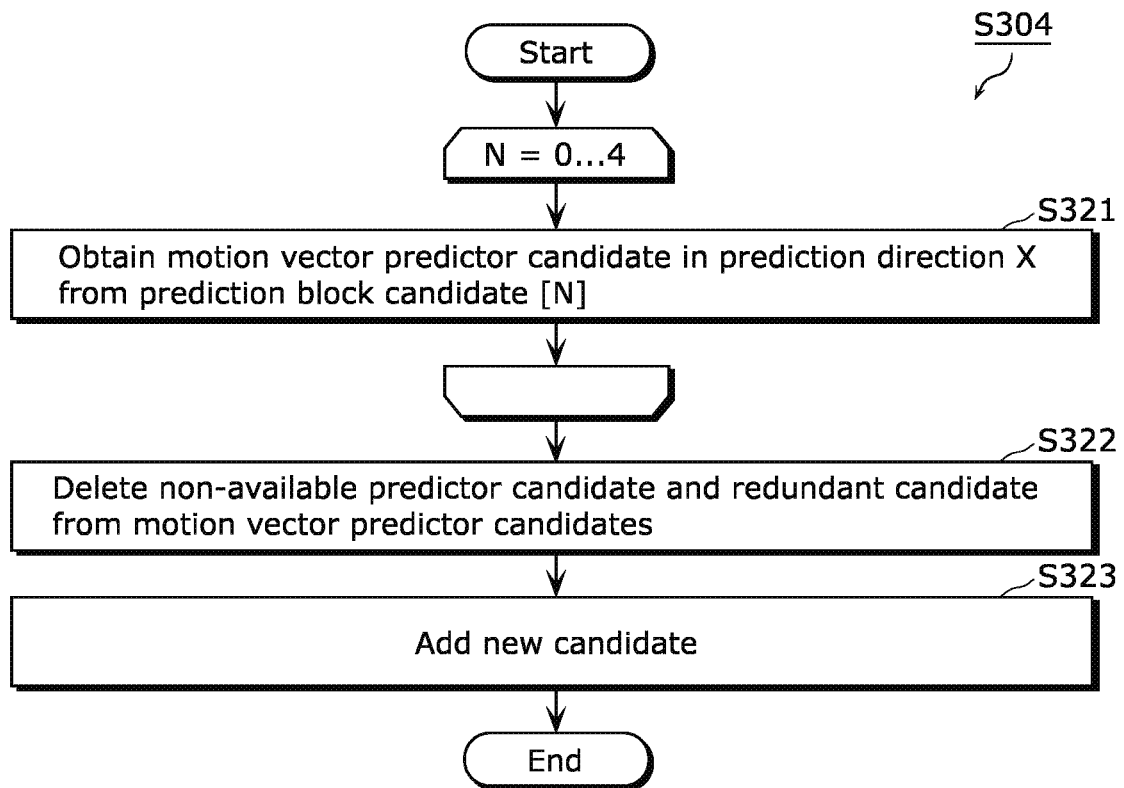 S304
Start
N = 0...4
S321
Obtain motion vector predictor candidate in prediction direction X
from prediction block candidate [N]
S322
Delete non-available predictor candidate and redundant candidate
from motion vector predictor candidates
S323
Add new candidate
End